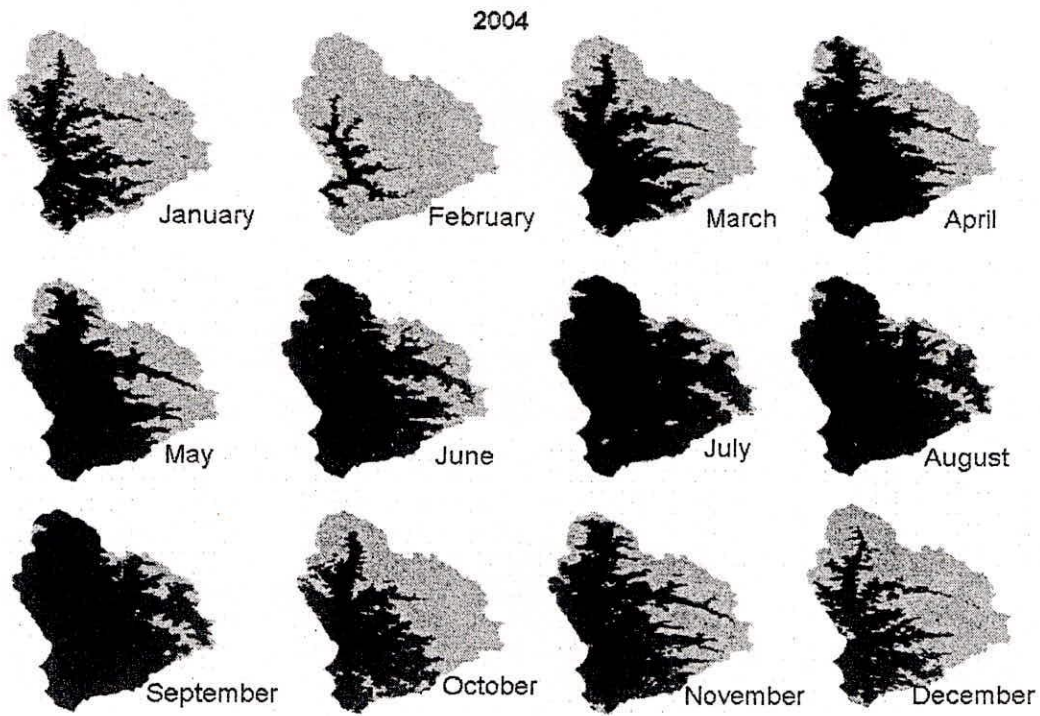 2004
January
February
March
April
May
June
July
August
September
October
November
December